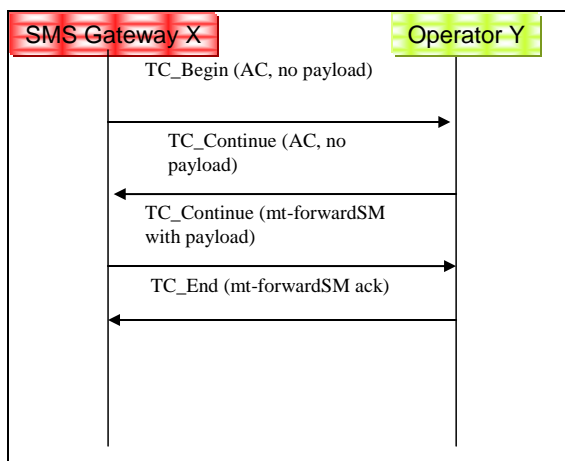 SMS Gateway X
Operator Y
TC_Begin (AC, no payload)
TC_Continue (AC, no
payload)
TC_Continue (mt-forwardSM
with payload)
TC_End (mt-forwardSM ack)